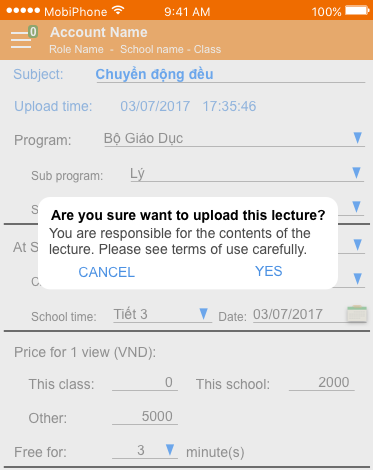 MobiPhone 9:41 AM 100%
0 Account Name
Role Name - School name - Class
Subject: Chuyển động đều
Upload time: 03/07/2017 17:35:46
Program: Bộ Giáo Dục
Sub program: Lý
S
Are you sure want to upload this lecture?
You are responsible for the contents of the
lecture. Please see terms of use carefully.
At S
CANCEL YES
School time: Tiết 3 Date: 03/07/2017
Price for 1 view (VND):
This class: 0 This school: 2000
Other: 5000
Free for: 3 minute(s)